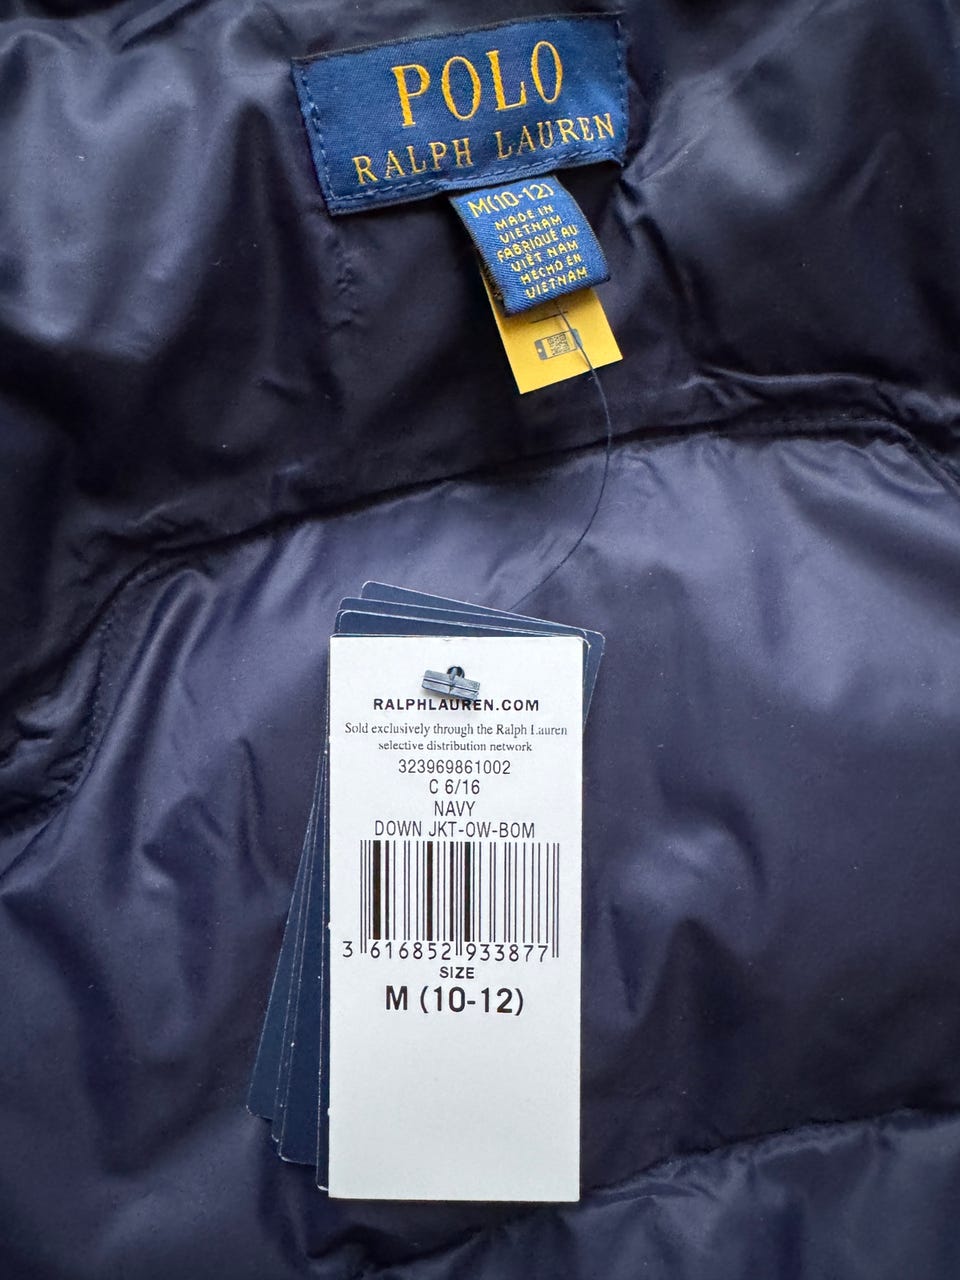 POLO
RALPH LAUREN
M(10-12)
MADE IN
VIETNAM
FABRIQUÉ AU
VIÊT NAM
HECHO EN
VIETNAM
RALPHLAUREN.COM
Sold exclusively through the Ralph Lauren
selective distribution network
323969861002
C 6/16
NAVY
DOWN JKT-OW-BOM
3 616852 933877
SIZE
M (10-12)